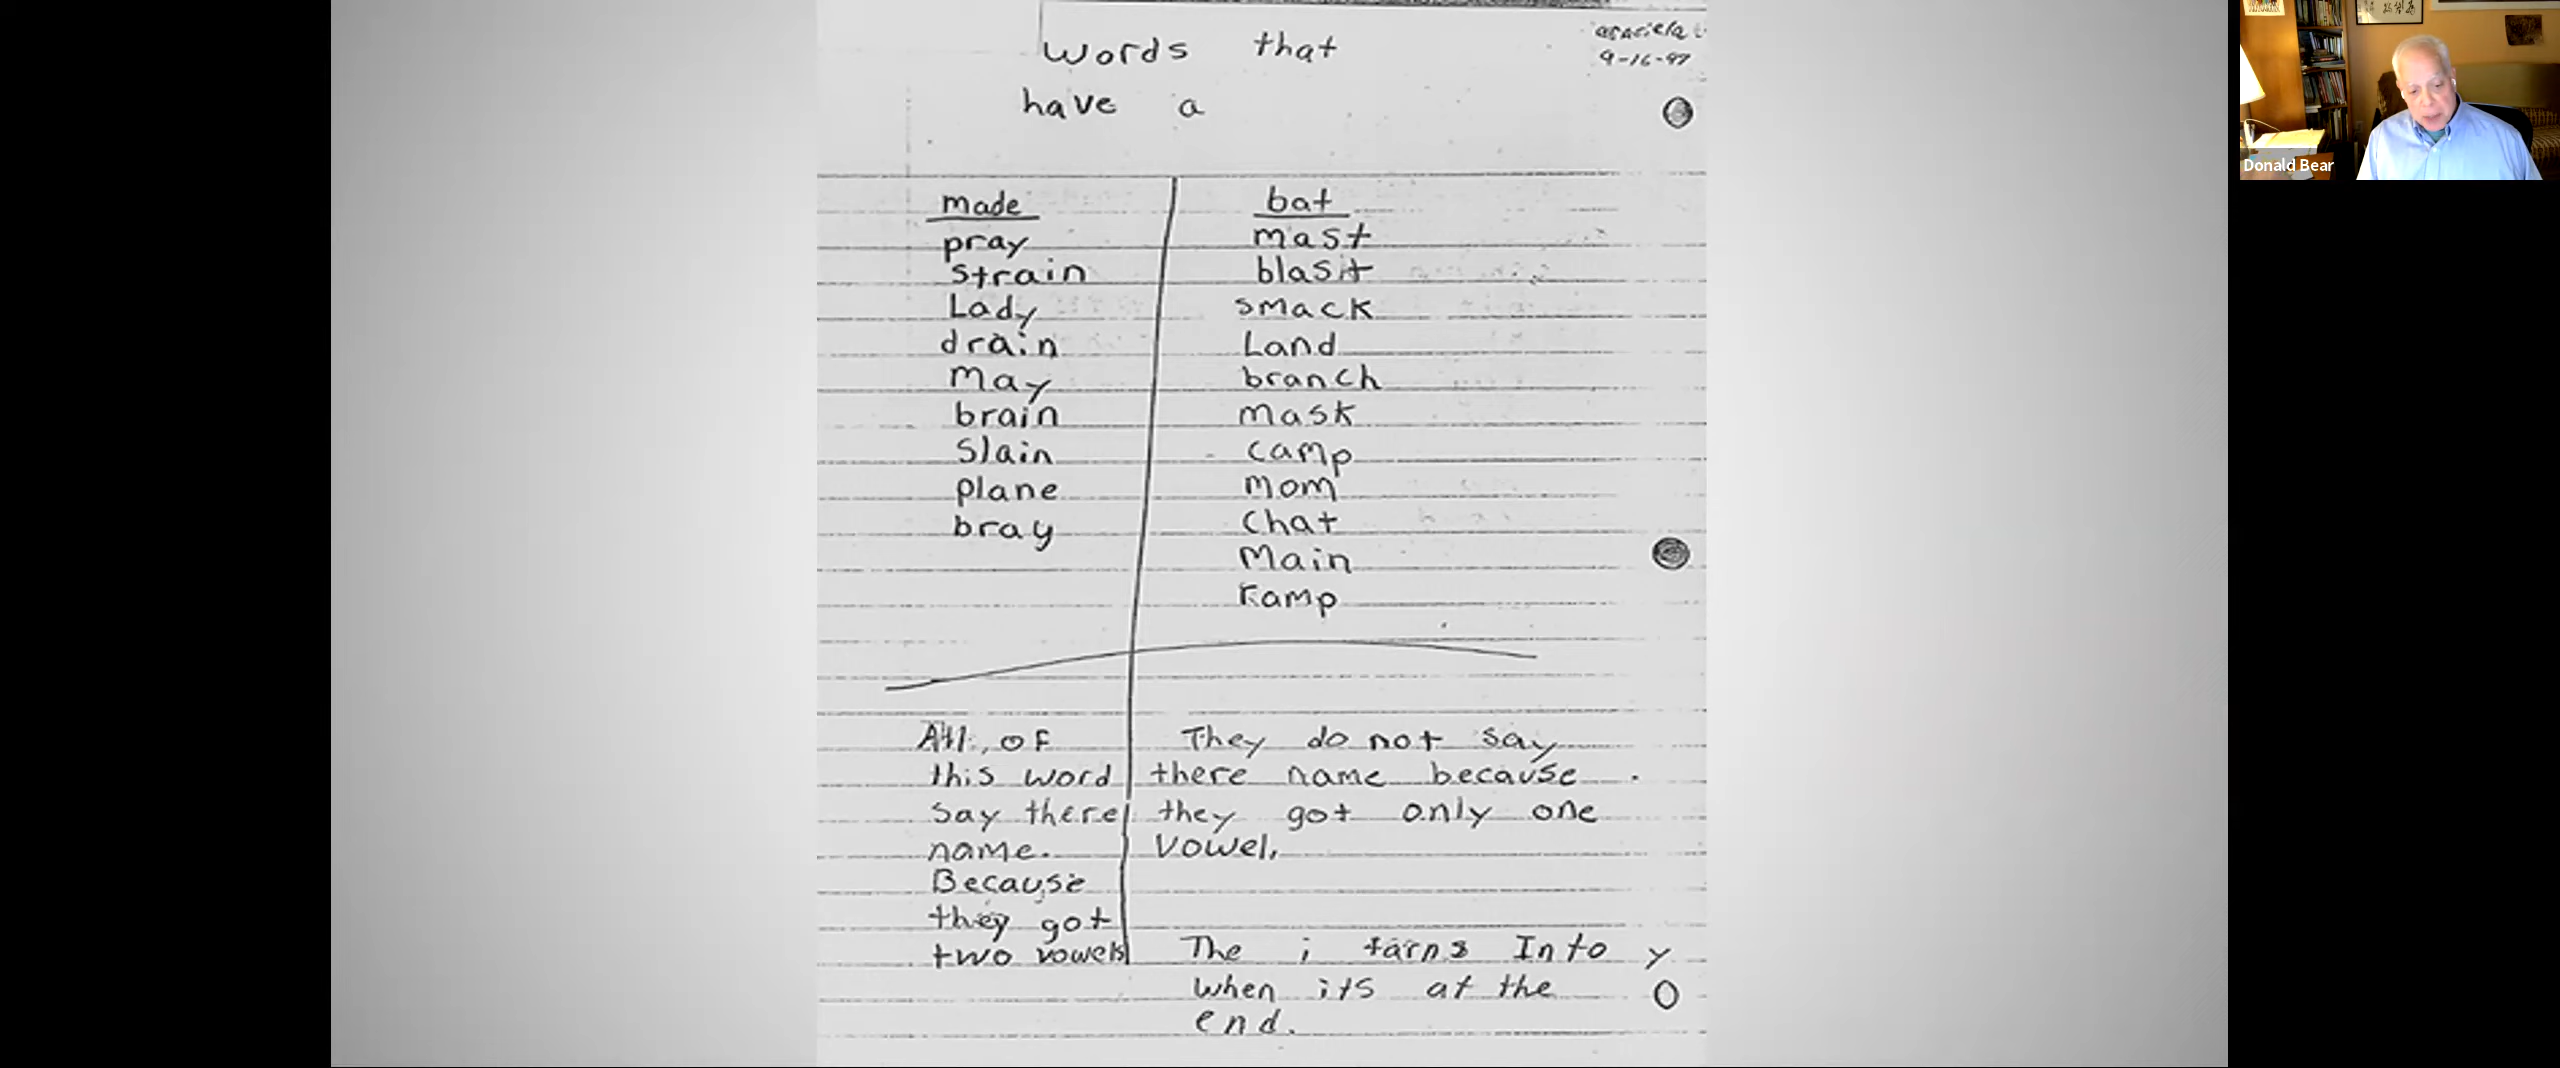 words that
have a
9-16-97
made
pray
strain
Lady
drain
May
brain
Slain
plane
bray
bat
mast
blast
smack
Land
branch
mask
camp
mom
Chat
Main
ramp
All of
this word
say there
name.
Because
they got
two vowels
They do not say
there name because
they got only one
vowel.
The i tarns Into y
when its at the
end.
Donald Bear